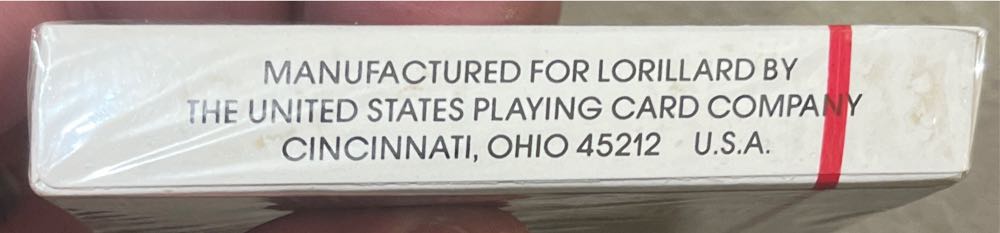 MANUFACTURED FOR LORILLARD BY
THE UNITED STATES PLAYING CARD COMPANY
CINCINNATI, OHIO 45212 U.S.A.